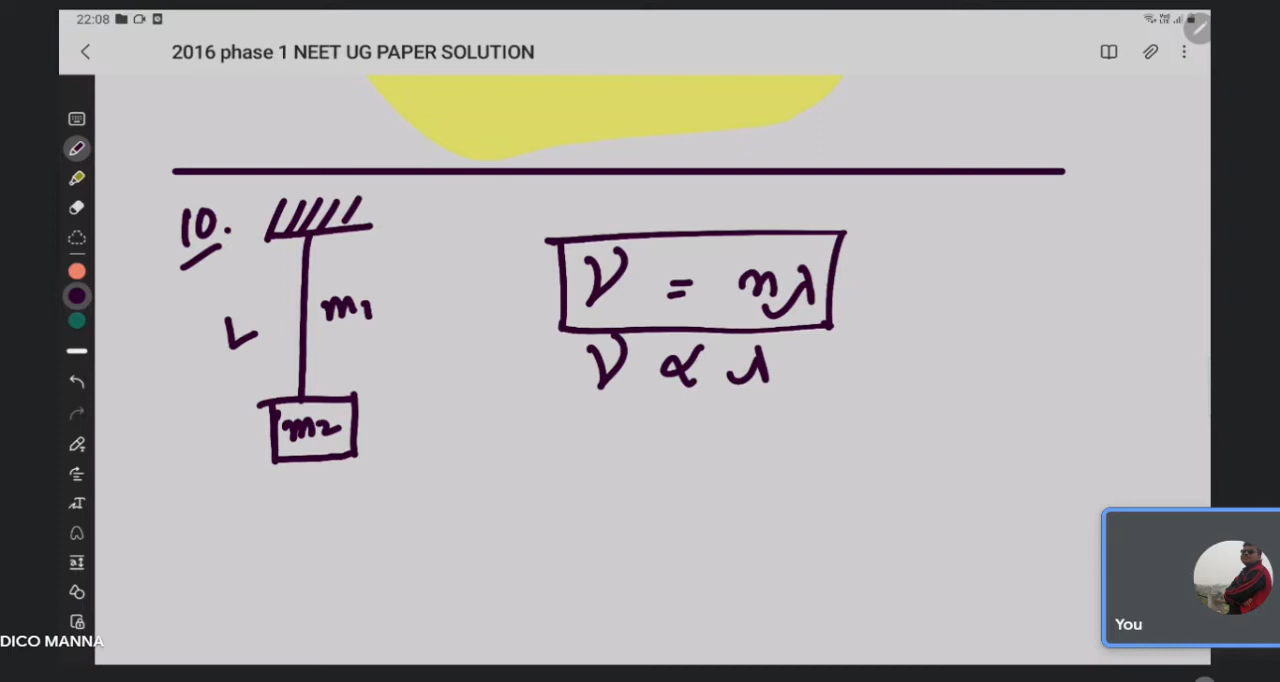 22:08
2016 phase 1 NEET UG PAPER SOLUTION
10.
L
m1
m2
V = nλ
V ∝ λ
You
DICO MANNA